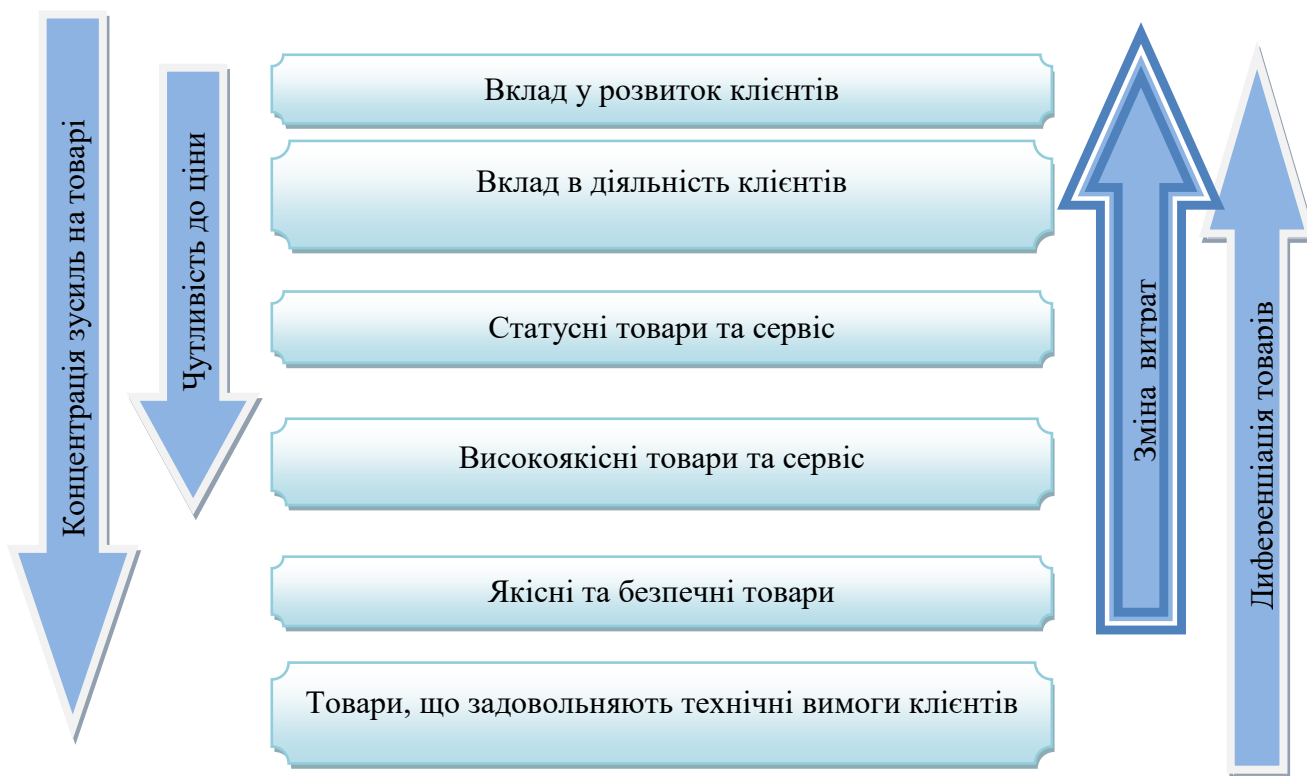 Концентрація зусиль на товарі
Чутливість до ціни
Вклад у розвиток клієнтів
Вклад в діяльність клієнтів
Статусні товари та сервіс
Високоякісні товари та сервіс
Якісні та безпечні товари
Товари, що задовольняють технічні вимоги клієнтів
Зміна витрат
Диференціація товарів